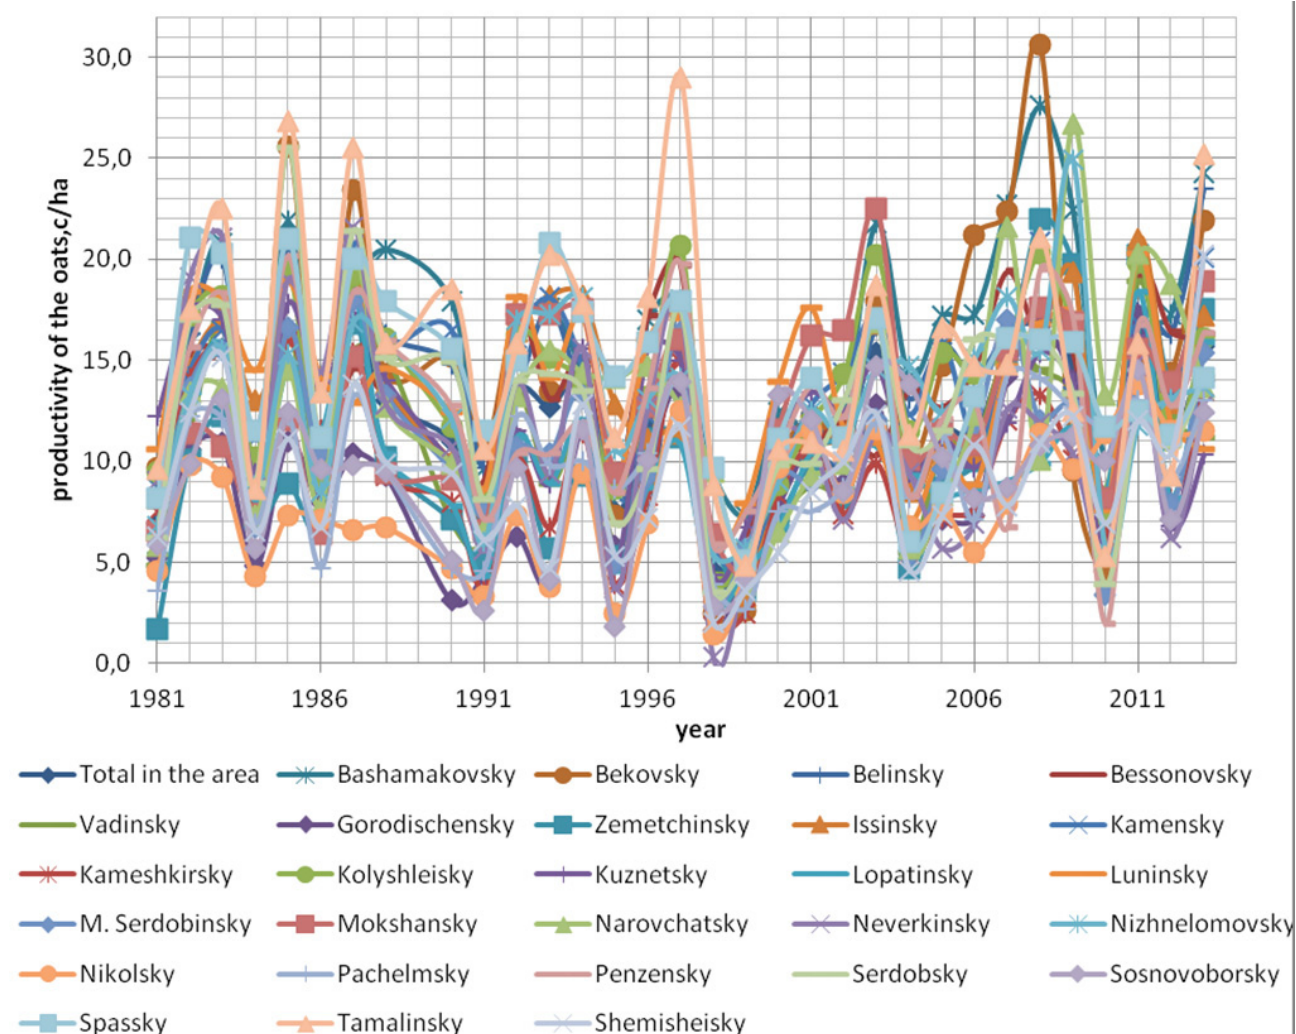 productivity of the oats,c/ha
30,0
25,0
20,0
15,0
10,0
5,0
0,0
1981 1986 1991 1996 2001 2006 2011
year
Total in the area Bashamakovsky Bekovsky Belinsky Bessonovsky
Vadinsky Gorodischensky Zemetchinsky Issinsky Kamensky
Kameshkirsky Kolyshleisky Kuznetsky Lopatinsky Luninsky
M. Serdobinsky Mokshansky Narovchatsky Neverkinsky Nizhnelomovsky
Nikolsky Pachelmsky Penzensky Serdobsky Sosnovoborsky
Spassky Tamalinsky Shemisheisky